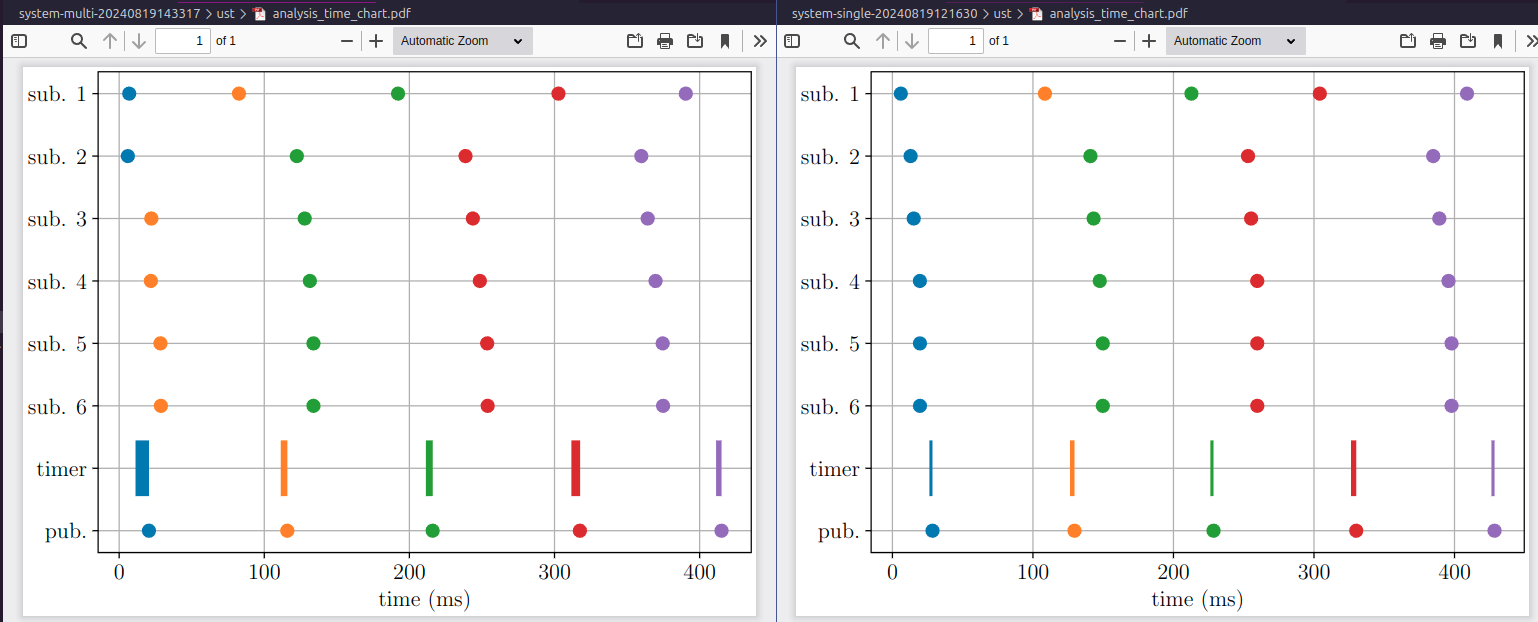 system-multi-20240819143317 > ust > analysis_time_chart.pdf
1 of 1
Automatic Zoom
sub. 1
sub. 2
sub. 3
sub. 4
sub. 5
sub. 6
timer
pub.
0 100 200 300 400
time (ms)
system-single-20240819121630 > ust > analysis_time_chart.pdf
1 of 1
Automatic Zoom
sub. 1
sub. 2
sub. 3
sub. 4
sub. 5
sub. 6
timer
pub.
0 100 200 300 400
time (ms)